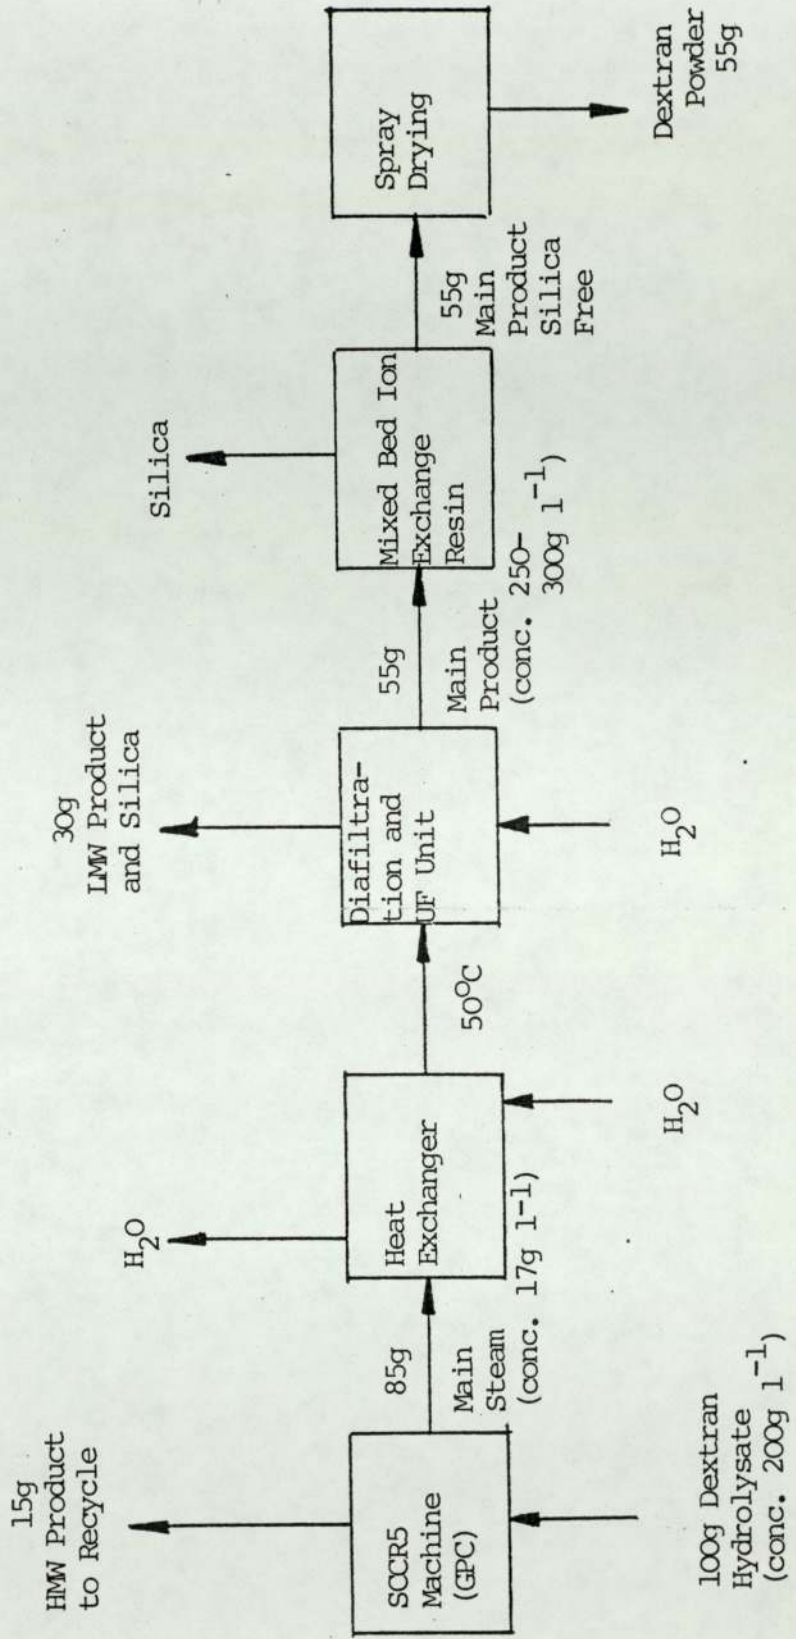 15g
HMW Product
to Recycle
SCCR5
Machine
(GPC)
100g Dextran
Hydrolysate
(conc. 200g l⁻¹)
85g
Main
Steam
(conc. 17g l-1)
H₂O
Heat
Exchanger
H₂O
50°C
30g
LMW Product
and Silica
Diafiltra-
tion and
UF Unit
H₂O
55g
Main
Product
(conc. 250-
300g l⁻¹)
Silica
Mixed Bed Ion
Exchange
Resin
55g
Main
Product
Silica
Free
Spray
Drying
Dextran
Powder
55g